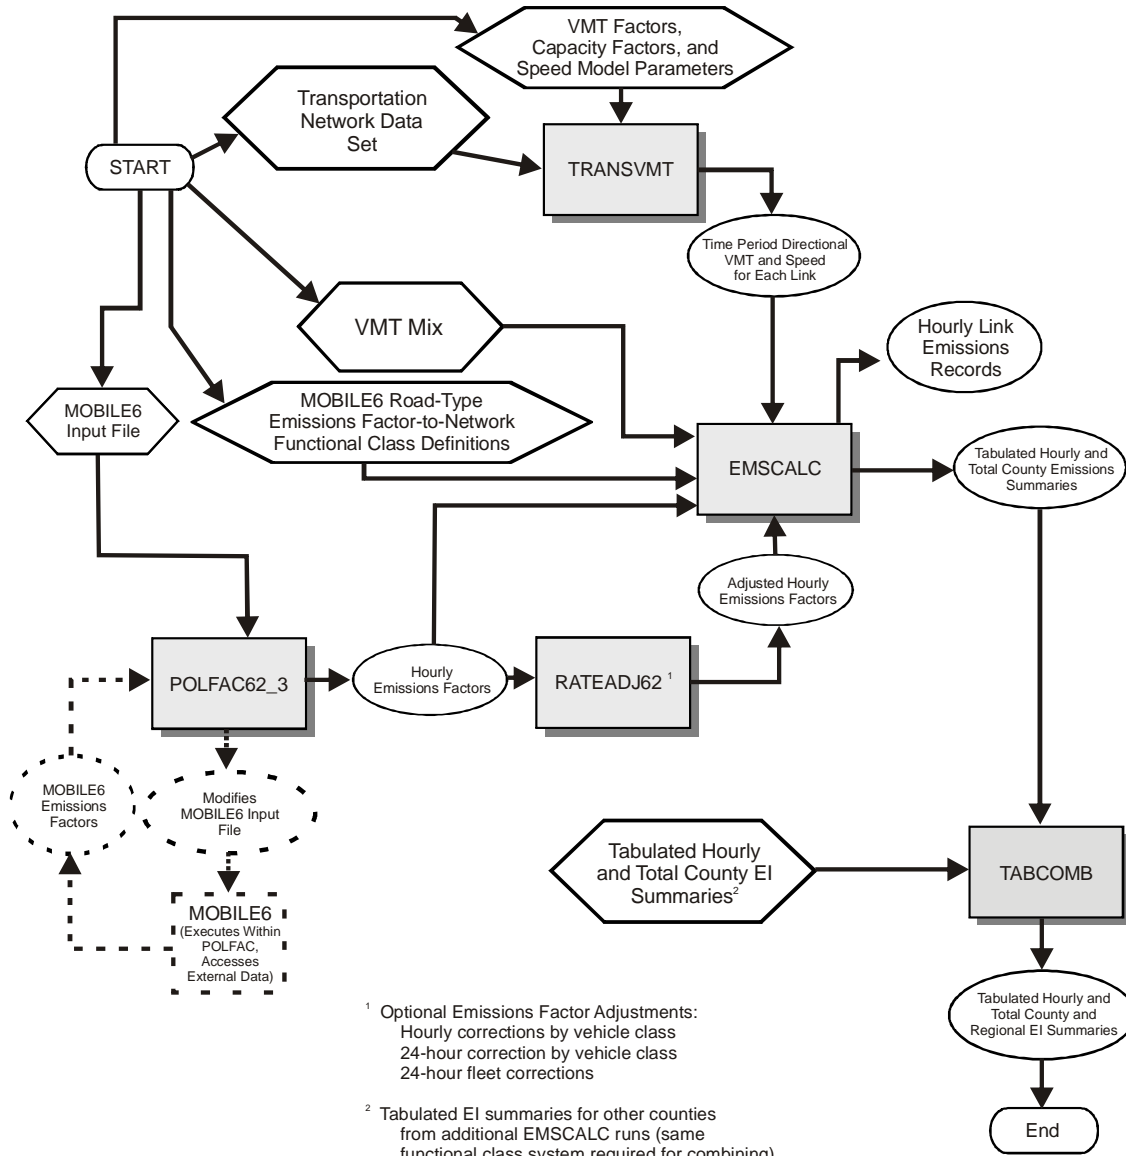 VMT Factors,
Capacity Factors, and
Speed Model Parameters
Transportation
Network Data
Set
START
TRANSVMT
Time Period Directional
VMT and Speed
for Each Link
VMT Mix
Hourly Link
Emissions
Records
MOBILE6
Input File
MOBILE6 Road-Type
Emissions Factor-to-Network
Functional Class Definitions
EMSCALC
Tabulated Hourly and
Total County Emissions
Summaries
Adjusted Hourly
Emissions Factors
POLFAC62_3
Hourly
Emissions Factors
RATEADJ62 1
MOBILE6
Emissions
Factors
Modifies
MOBILE6 Input
File
Tabulated Hourly
and Total County EI
Summaries2
TABCOMB
MOBILE6
(Executes Within
POLFAC,
Accesses
External Data)
Tabulated Hourly and
Total County and
Regional EI Summaries
1 Optional Emissions Factor Adjustments:
Hourly corrections by vehicle class
24-hour correction by vehicle class
24-hour fleet corrections
2 Tabulated EI summaries for other counties
from additional EMSCALC runs (same
functional class system required for combining)
End